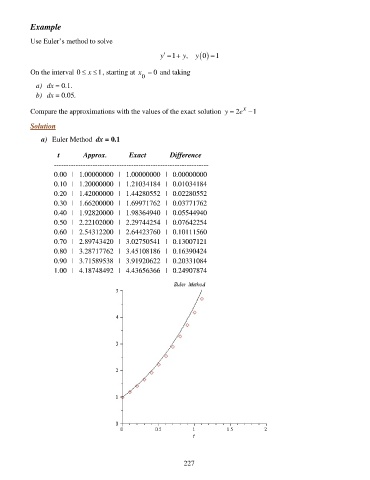 Example
Use Euler's method to solve
y' = 1 + y, y(0) = 1
On the interval 0 ≤ x ≤ 1, starting at x₀ = 0 and taking
a) dx = 0.1.
b) dx = 0.05.
Compare the approximations with the values of the exact solution y = 2eˣ − 1
Solution
a) Euler Method dx = 0.1
t Approx. Exact Difference
0.00 | 1.00000000 | 1.00000000 | 0.00000000
0.10 | 1.20000000 | 1.21034184 | 0.01034184
0.20 | 1.42000000 | 1.44280552 | 0.02280552
0.30 | 1.66200000 | 1.69971762 | 0.03771762
0.40 | 1.92820000 | 1.98364940 | 0.05544940
0.50 | 2.22102000 | 2.29744254 | 0.07642254
0.60 | 2.54312200 | 2.64423760 | 0.10111560
0.70 | 2.89743420 | 3.02750541 | 0.13007121
0.80 | 3.28717762 | 3.45108186 | 0.16390424
0.90 | 3.71589538 | 3.91920622 | 0.20331084
1.00 | 4.18748492 | 4.43656366 | 0.24907874
Euler Method
5
4
3
2
1
0
0 0.5 1 1.5 2
t
227